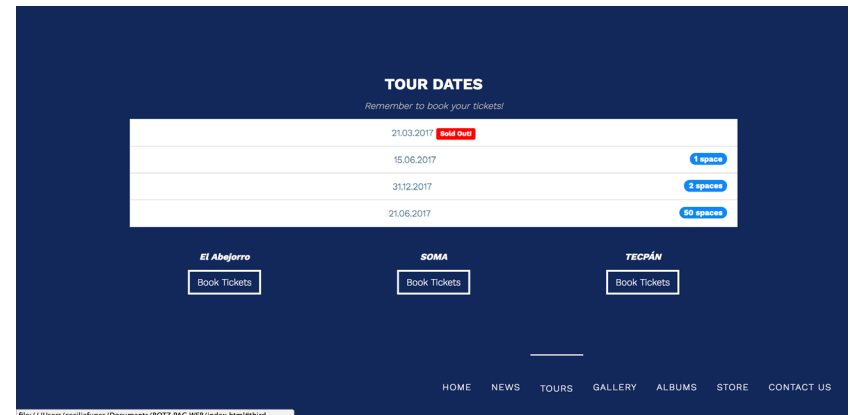 TOUR DATES
Remember to book your tickets!
21.03.2017 Sold Out!
15.06.2017 1 space
31.12.2017 2 spaces
21.06.2017 50 spaces
El Abejorro SOMA TECPÁN
Book Tickets Book Tickets Book Tickets
HOME NEWS TOURS GALLERY ALBUMS STORE CONTACT US